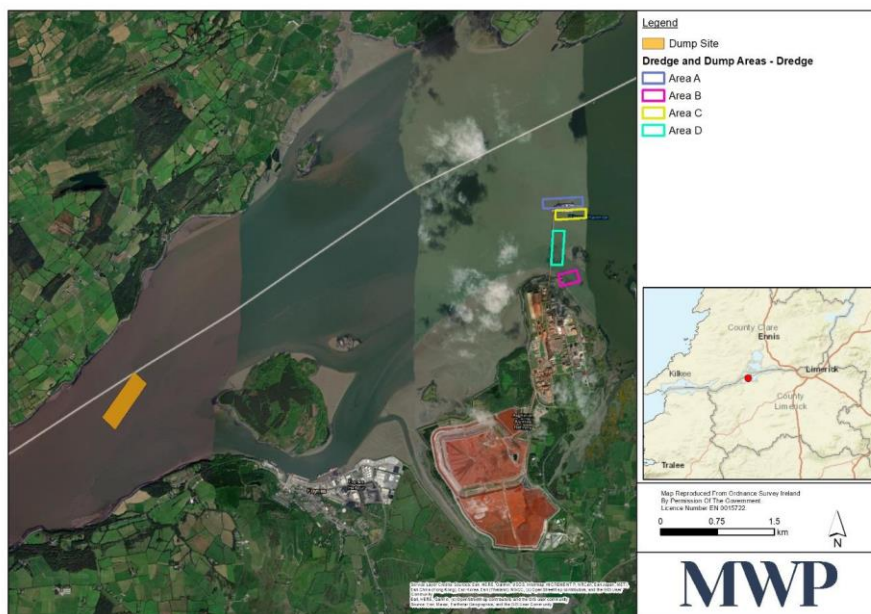 Legend
Dump Site
Dredge and Dump Areas - Dredge
Area A
Area B
Area C
Area D
County Clare
Ennis
Kilkee
Limerick
County
Limerick
Tralee
Map Reproduced From Ordnance Survey Ireland
By Permission Of The Government.
Licence Number EN 0015722.
0 0.75 1.5
km
N
MWP